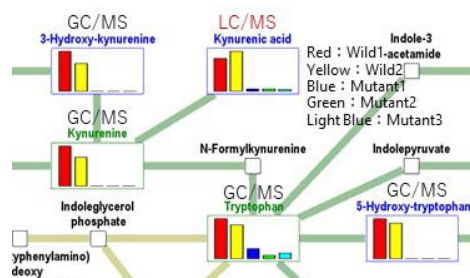 GC/MS
3-Hydroxy-kynurenine
LC/MS
Kynurenic acid
Indole-3
-acetamide
Red：Wild1
Yellow：Wild2
Blue：Mutant1
Green：Mutant2
Light Blue：Mutant3
GC/MS
Kynurenine
N-Formylkynurenine
Indolepyruvate
GC/MS
Tryptophan
GC/MS
5-Hydroxy-tryptophan
Indoleglycerol
phosphate
yphenylamino)
deoxy